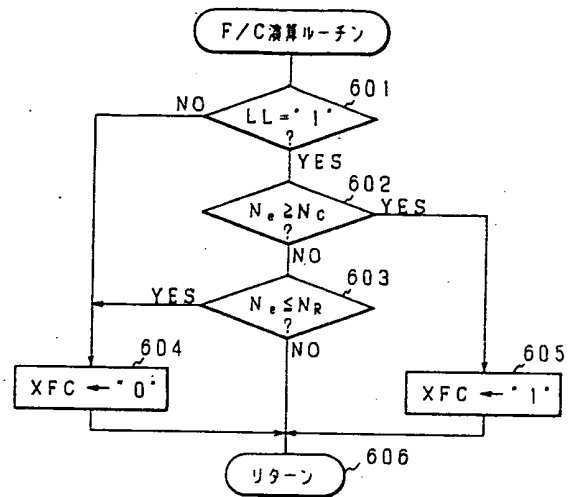 F/C演算ルーチン
601
NO
LL="1"
?
YES
602
Ne≥NC
YES
?
NO
603
YES
Ne≤NR
?
NO
604
605
XFC ← "0"
XFC ← "1"
リターン
606